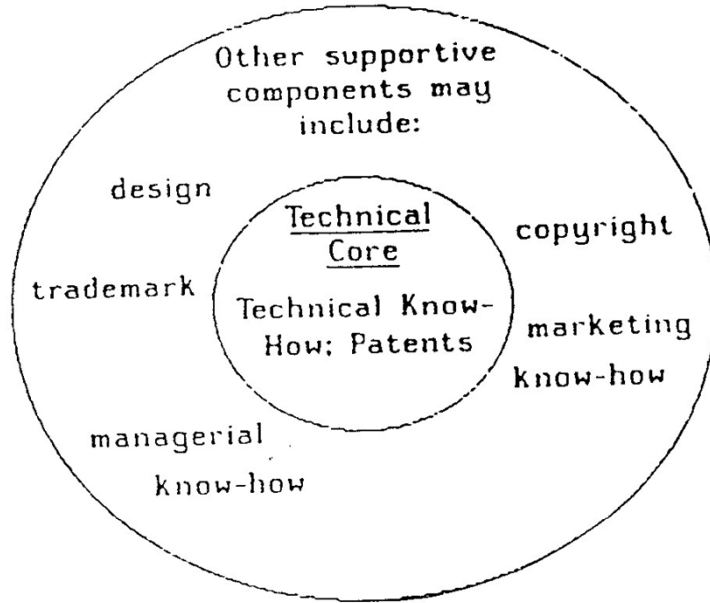 Other supportive
components may
include:
design
Technical
Core
copyright
trademark
Technical Know-
How; Patents
marketing
know-how
managerial
know-how